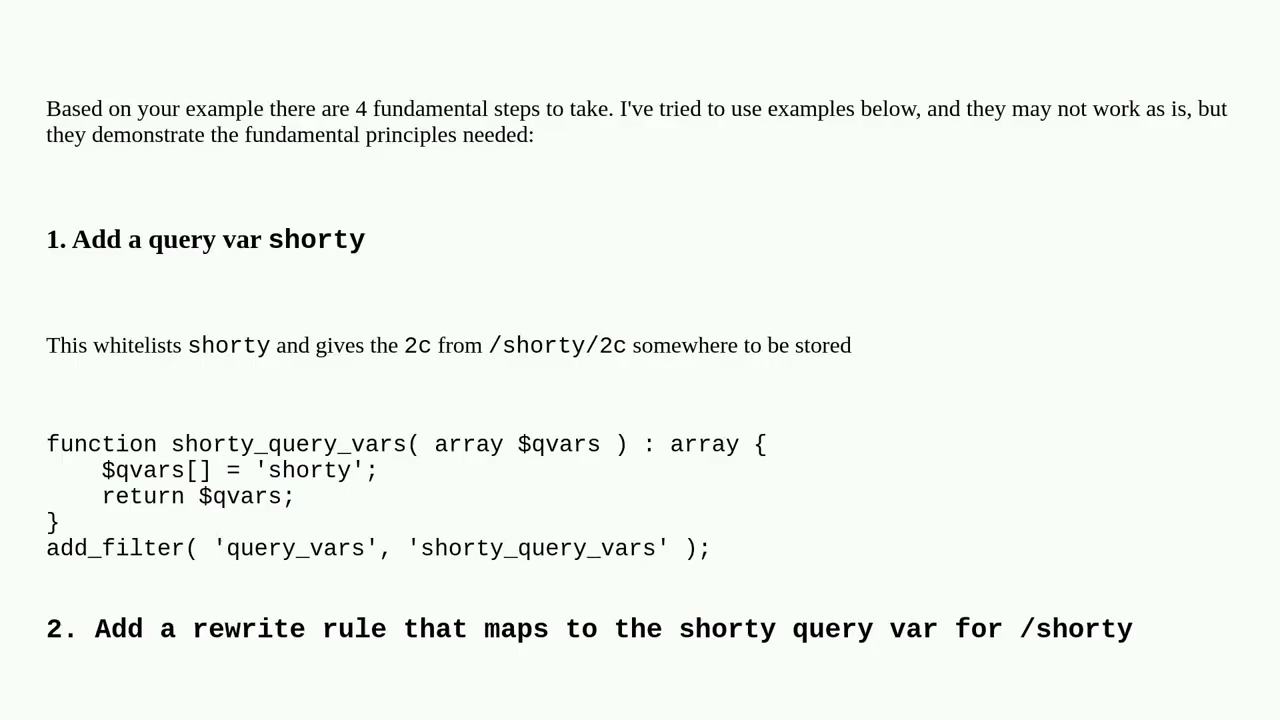 Based on your example there are 4 fundamental steps to take. I've tried to use examples below, and they may not work as is, but
they demonstrate the fundamental principles needed:
1. Add a query var shorty
This whitelists shorty and gives the 2c from /shorty/2c somewhere to be stored
function shorty_query_vars( array $qvars ) : array {
    $qvars[] = 'shorty';
    return $qvars;
}
add_filter( 'query_vars', 'shorty_query_vars' );
2. Add a rewrite rule that maps to the shorty query var for /shorty